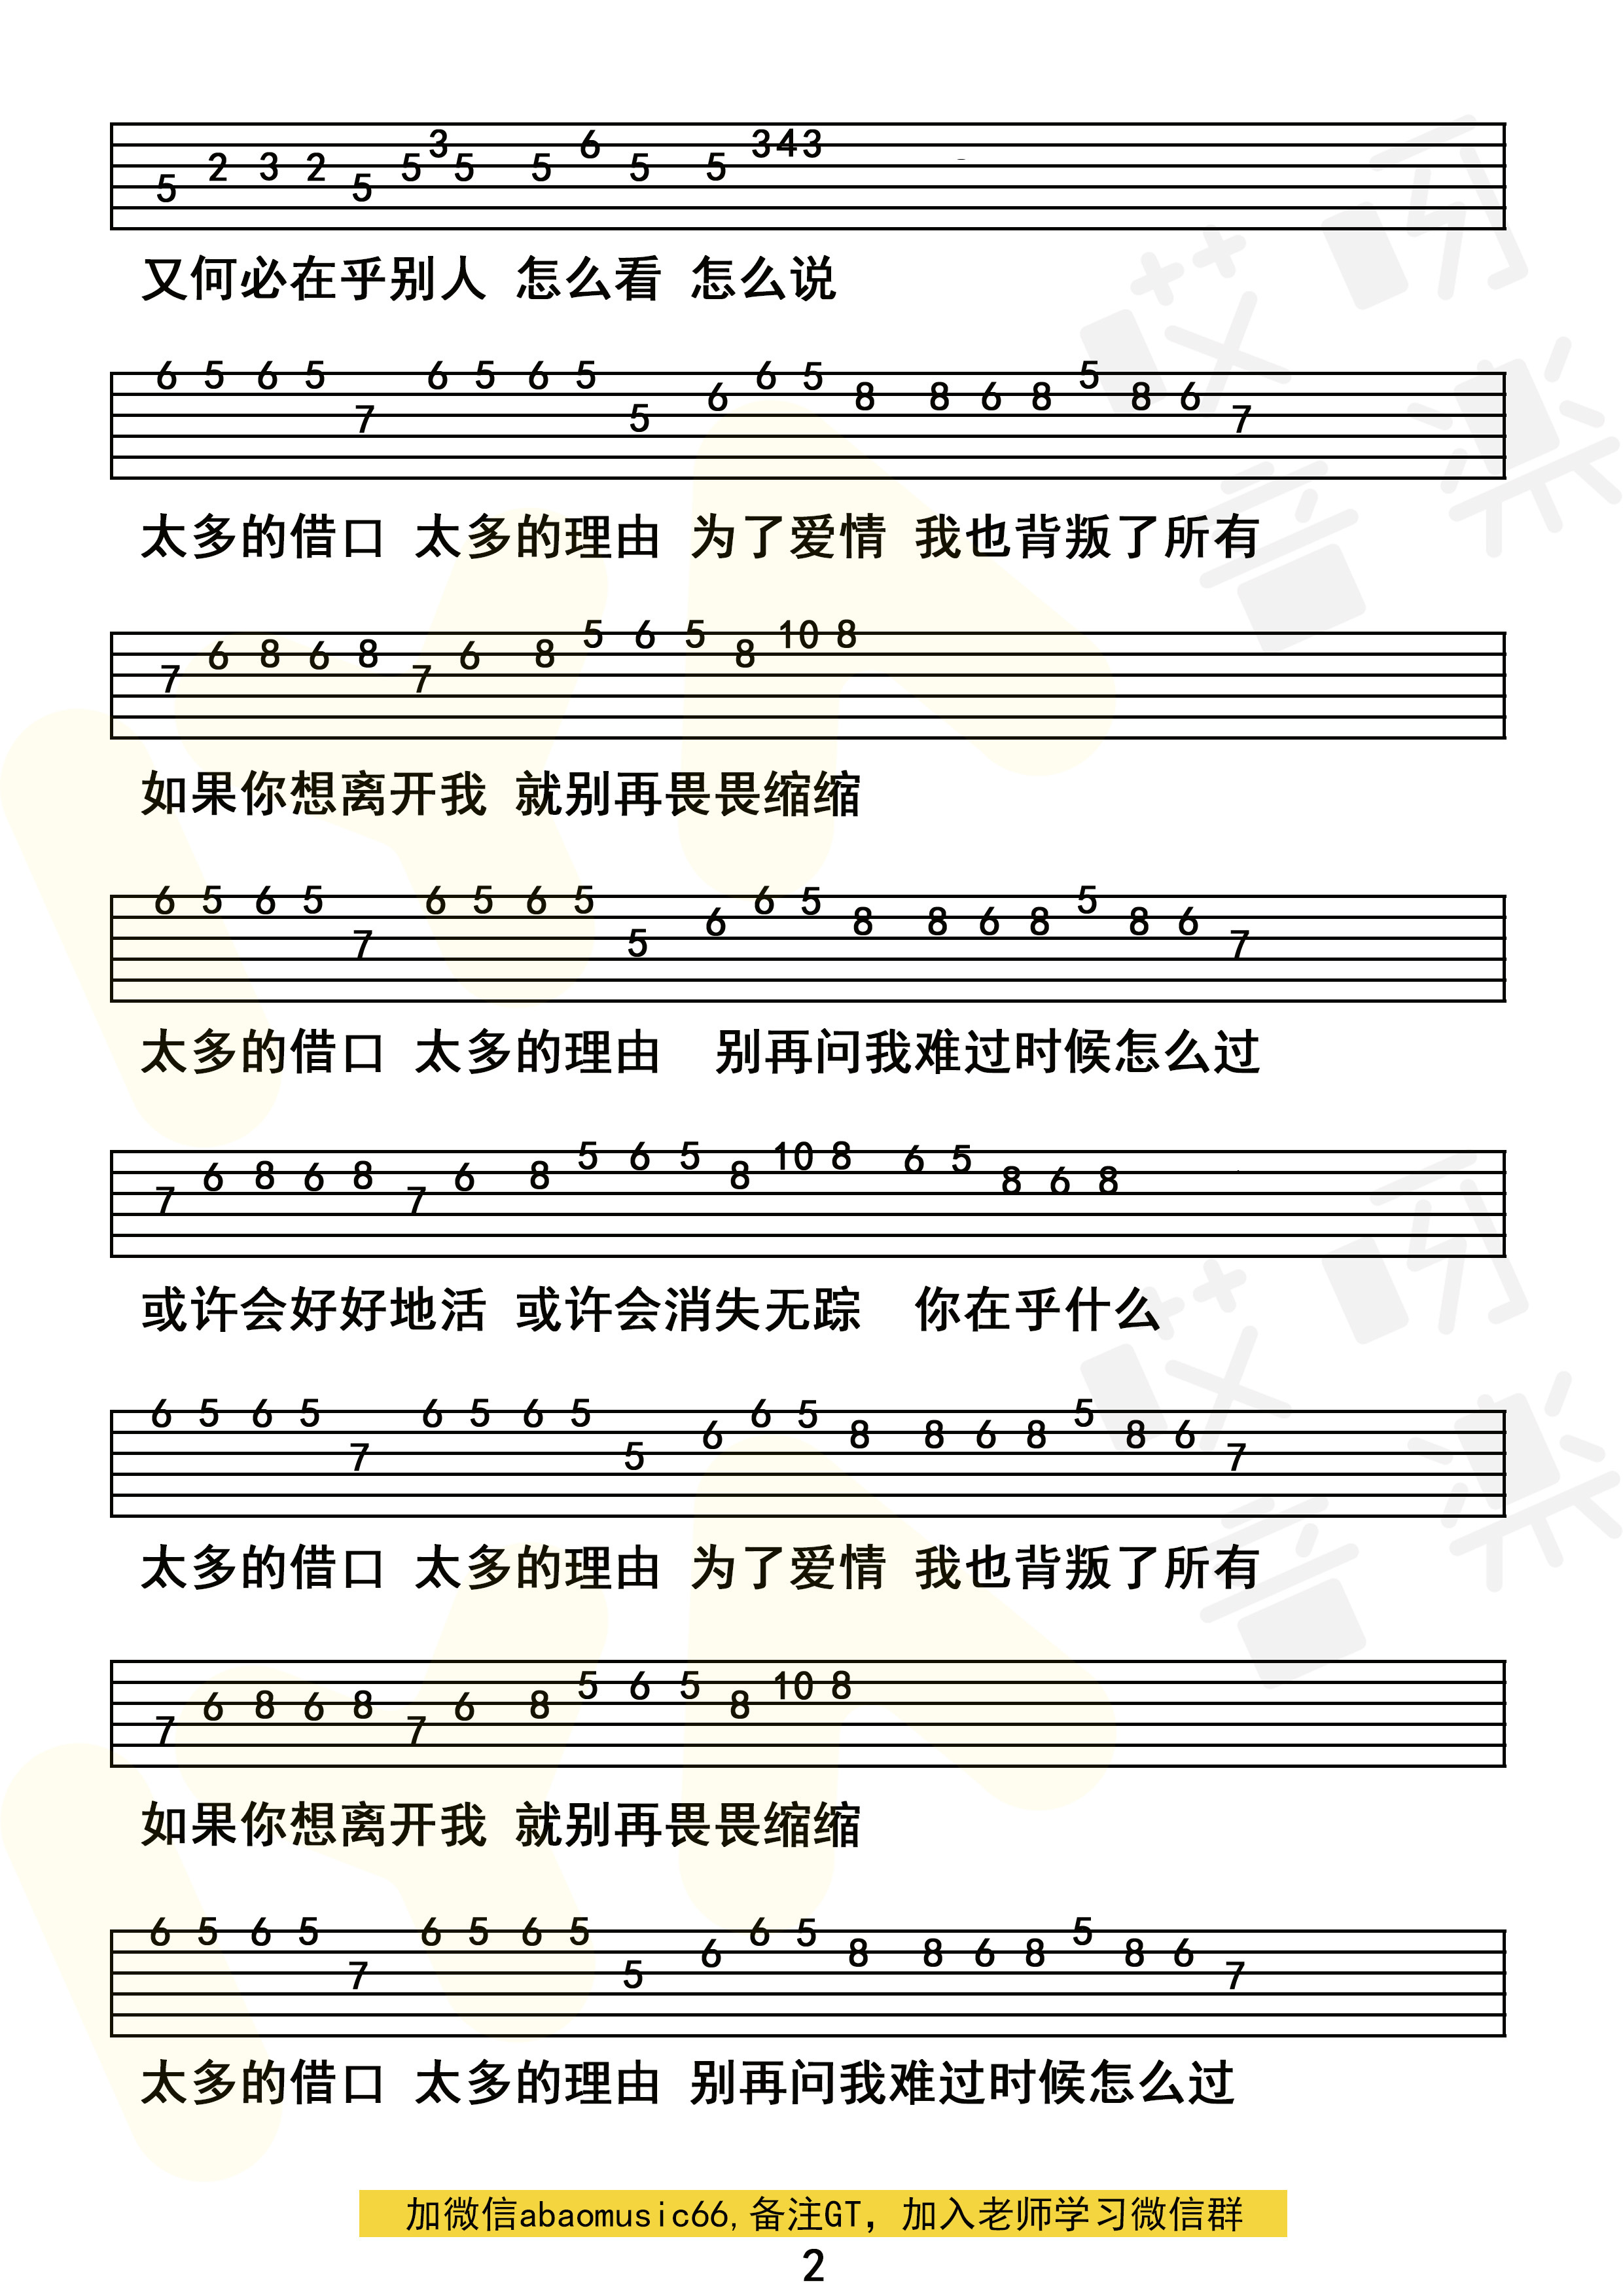 3 6 343
5 2 3 2 5 5 5 5 5 5
又何必在乎别人 怎么看 怎么说
6 5 6 5 7 6 5 6 5 5 6 6 5 8 8 6 8 5 8 6 7
太多的借口 太多的理由 为了爱情 我也背叛了所有
7 6 8 6 8 7 6 8 5 6 5 8 10 8
如果你想离开我 就别再畏畏缩缩
6 5 6 5 7 6 5 6 5 5 6 6 5 8 8 6 8 5 8 6 7
太多的借口 太多的理由 别再问我难过时候怎么过
7 6 8 6 8 7 6 8 5 6 5 8 10 8 6 5 8 6 8
或许会好好地活 或许会消失无踪 你在乎什么
6 5 6 5 7 6 5 6 5 5 6 6 5 8 8 6 8 5 8 6 7
太多的借口 太多的理由 为了爱情 我也背叛了所有
7 6 8 6 8 7 6 8 5 6 5 8 10 8
如果你想离开我 就别再畏畏缩缩
6 5 6 5 7 6 5 6 5 5 6 6 5 8 8 6 8 5 8 6 7
太多的借口 太多的理由 别再问我难过时候怎么过
加微信abaomusic66,备注GT，加入老师学习微信群
2